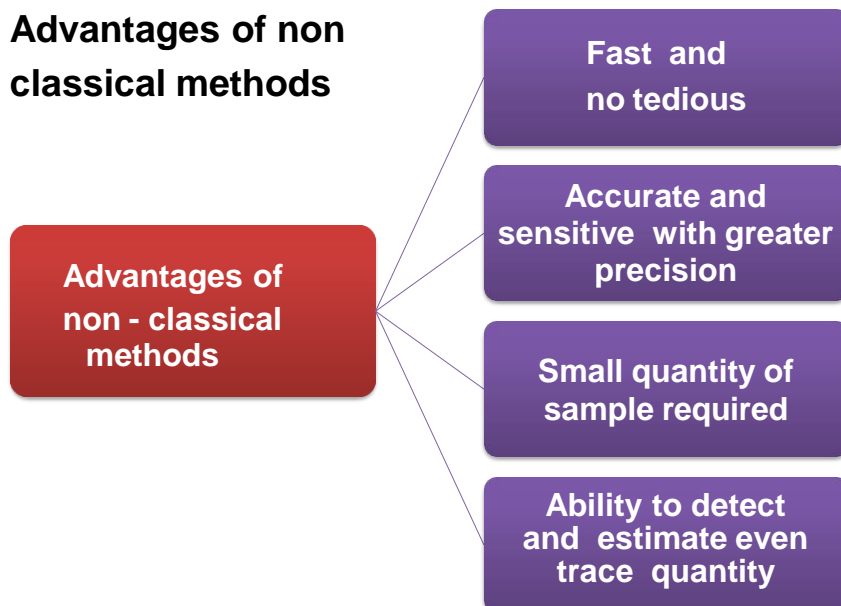 Advantages of non
classical methods
Advantages of
non - classical
methods
Fast and
no tedious
Accurate and
sensitive with greater
precision
Small quantity of
sample required
Ability to detect
and estimate even
trace quantity